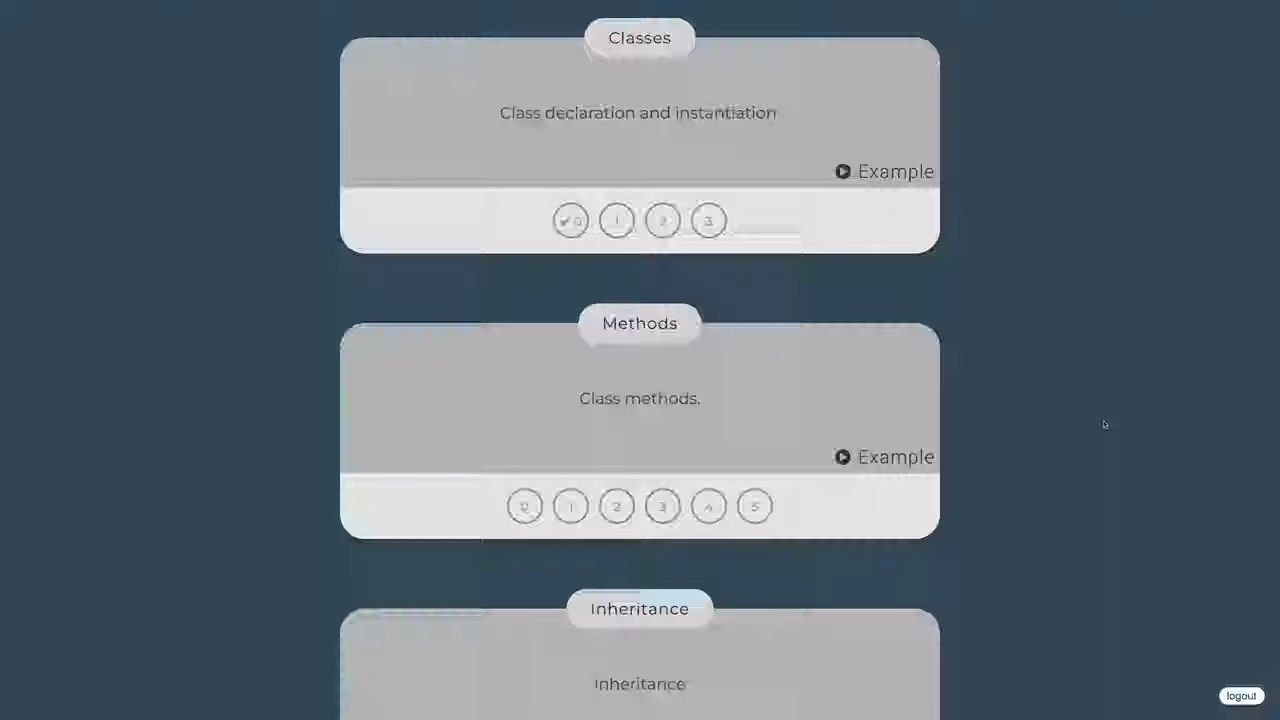 Classes
Class declaration and instantiation
Example
✔ 0 1 2 3
Methods
Class methods.
Example
0 1 2 3 4 5
Inheritance
Inheritance
logout